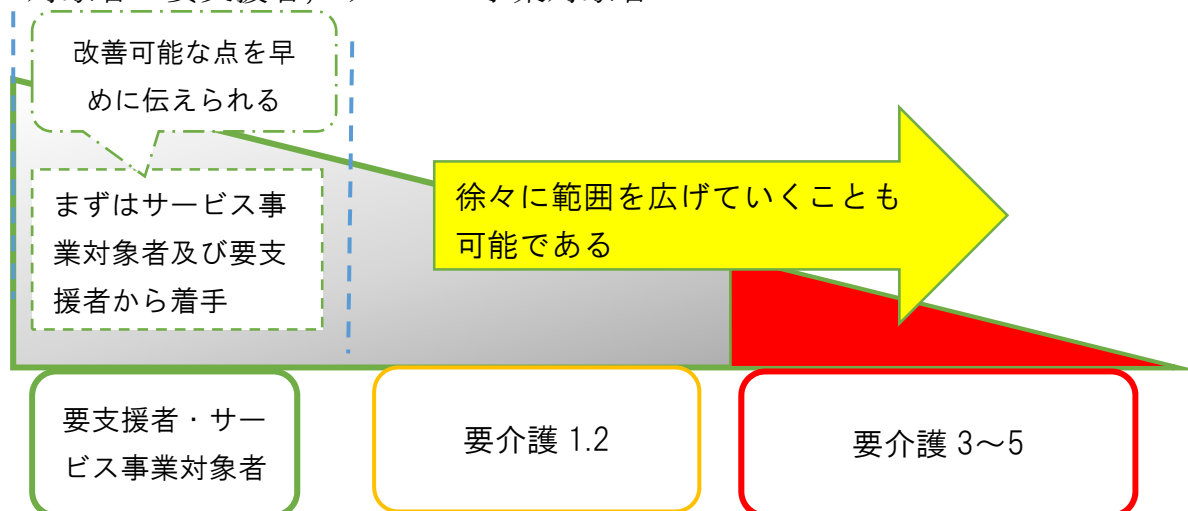 改善可能な点を早
めに伝えられる
まずはサービス事
業対象者及び要支
援者から着手
徐々に範囲を広げていくことも
可能である
要支援者・サー
ビス事業対象者
要介護 1.2
要介護 3～5